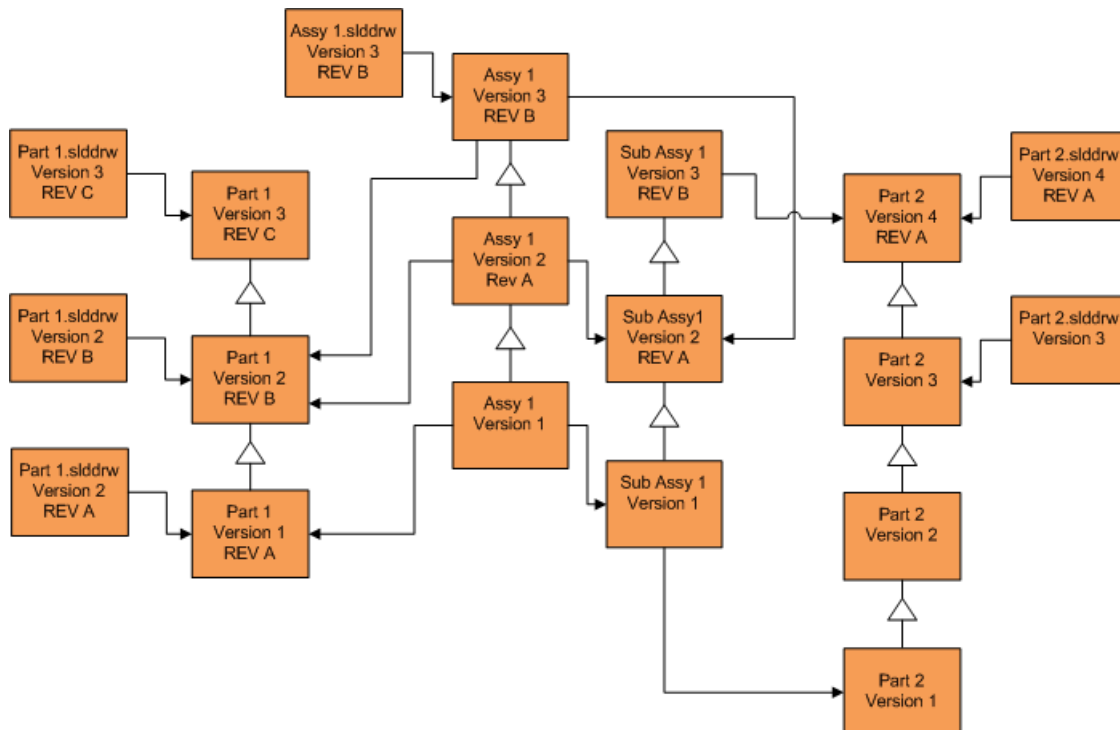 Assy 1.slddrw
Version 3
REV B
Assy 1
Version 3
REV B
Part 1.slddrw
Version 3
REV C
Part 1
Version 3
REV C
Sub Assy 1
Version 3
REV B
Part 2
Version 4
REV A
Part 2.slddrw
Version 4
REV A
Assy 1
Version 2
Rev A
Part 1.slddrw
Version 2
REV B
Part 1
Version 2
REV B
Sub Assy1
Version 2
REV A
Part 2
Version 3
Part 2.slddrw
Version 3
Assy 1
Version 1
Part 1.slddrw
Version 2
REV A
Part 1
Version 1
REV A
Sub Assy 1
Version 1
Part 2
Version 2
Part 2
Version 1